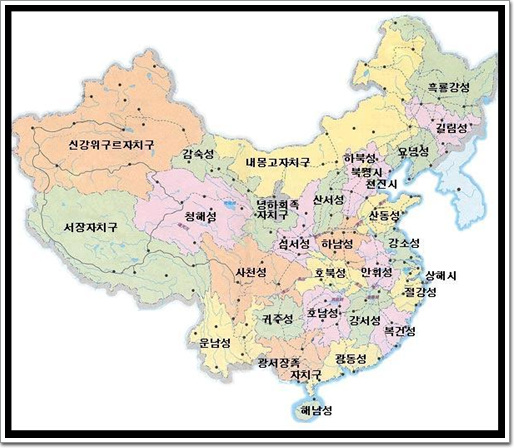 흑룡강성
길림성
신강위구르자치구
감숙성
내몽고자치구
하북성
요녕성
북경시
천진시
청해성
녕하회족
자치구
산서성
산동성
서장자치구
섬서성
하남성
강소성
사천성
호북성
안휘성
상해시
절강성
귀주성
호남성
강서성
복건성
운남성
광서장족
자치구
광동성
해남성